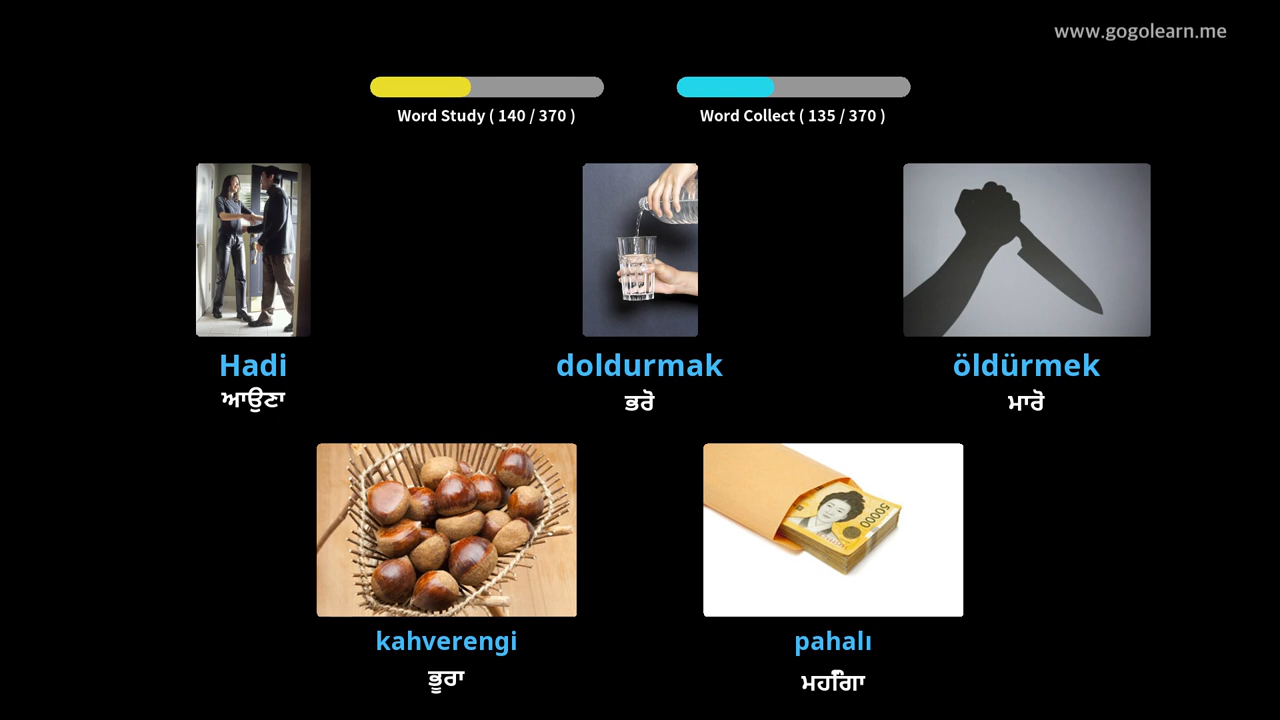 www.gogolearn.me
Word Study ( 140 / 370 )
Word Collect ( 135 / 370 )
Hadi
ਆਉਣਾ
doldurmak
ਭਰੋ
öldürmek
ਮਾਰੋ
kahverengi
ਭੂਰਾ
pahalı
ਮਹਿੰਗਾ